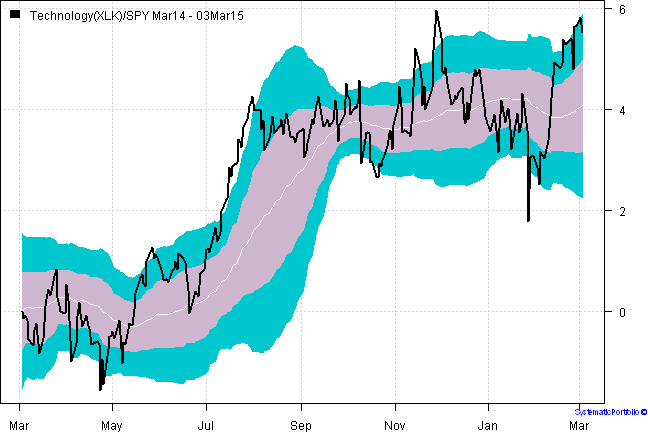 Technology(XLK)/SPY Mar14 - 03Mar15
6
4
2
0
Mar May Jul Sep Nov Jan Mar
SystematicPortfolio ©